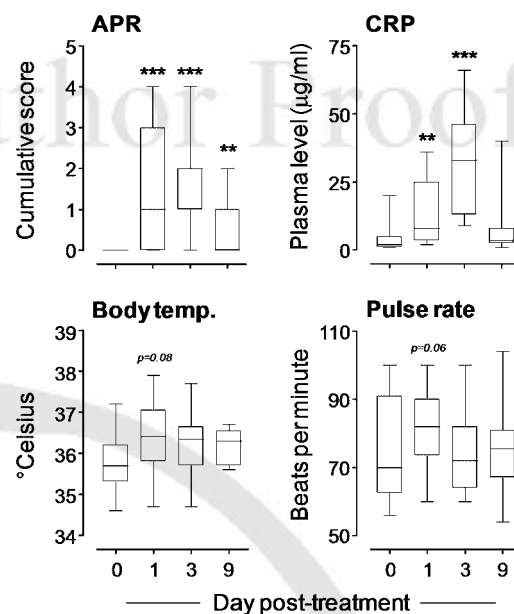 APR
CRP
Cumulative score
5
4
3
2
1
0
***
***
**
Plasma level (µg/ml)
75
50
25
0
**
***
Body temp.
Pulse rate
°Celsius
39
38
37
36
35
34
p=0.08
0 1 3 9
Beats per minute
110
90
70
50
p=0.06
0 1 3 9
Day post-treatment
Author Proof